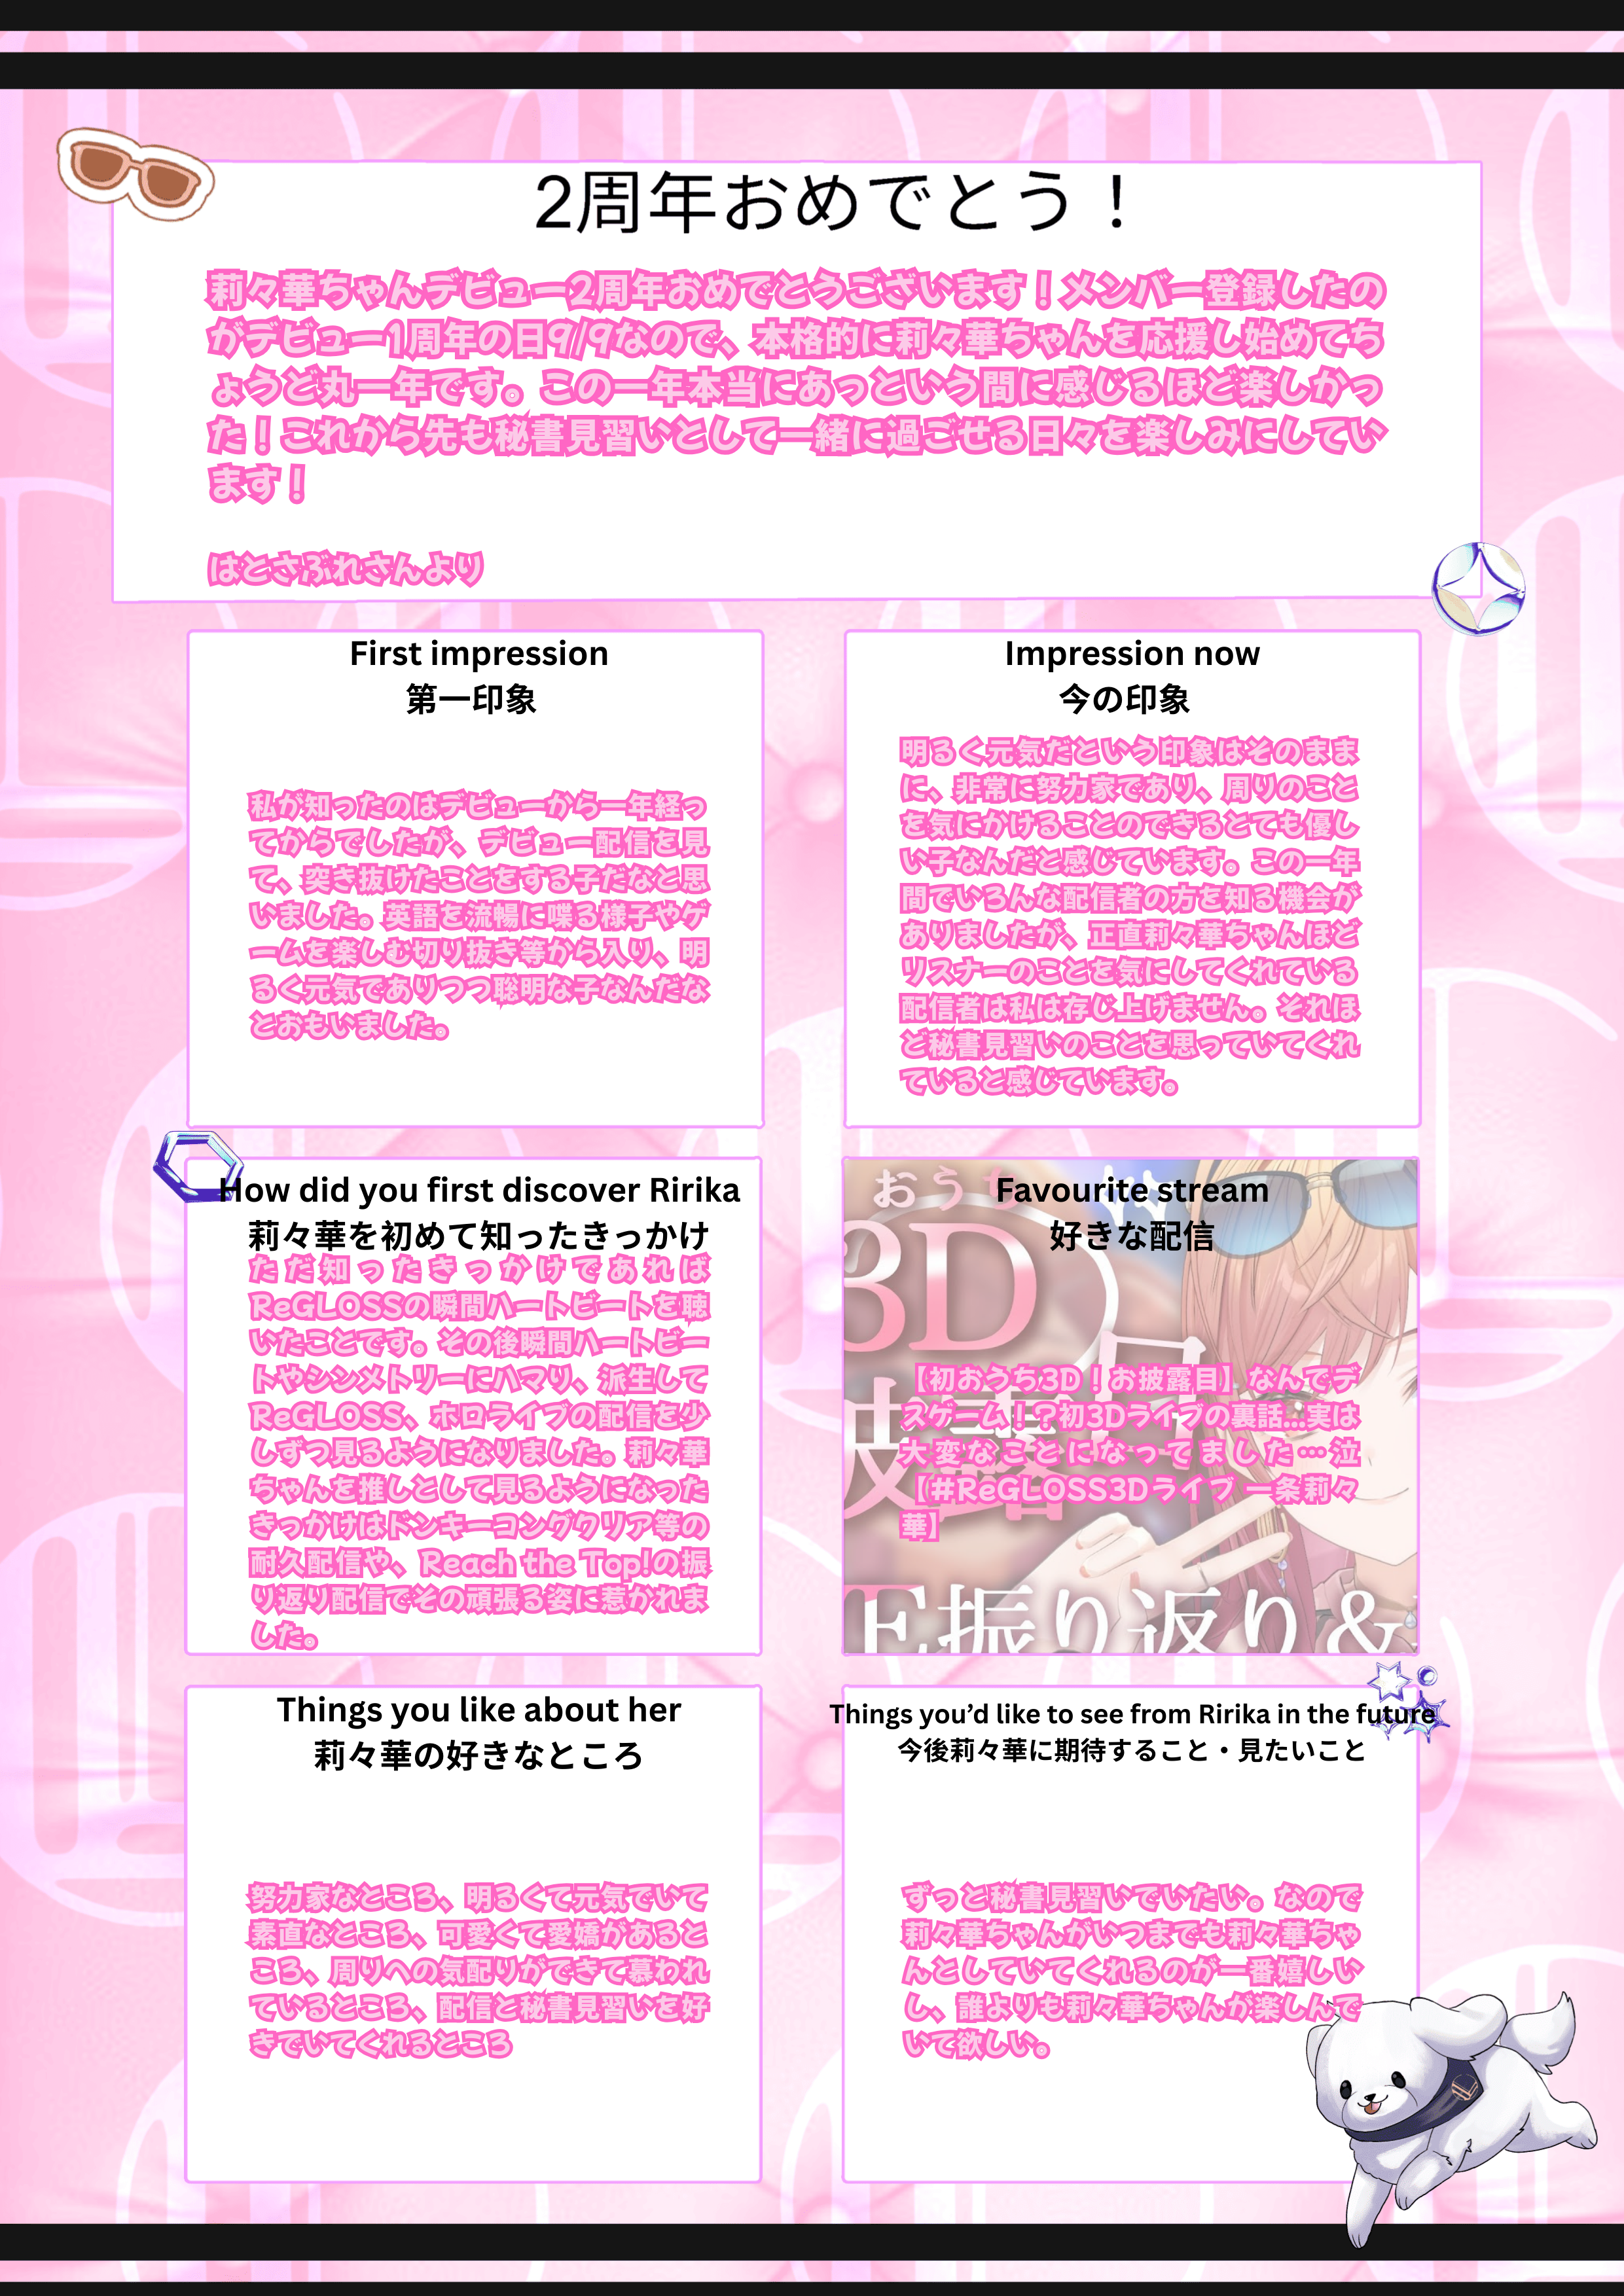 2周年おめでとう！
莉々華ちゃんデビュー2周年おめでとうございます！メンバー登録したの
がデビュー1周年の日9/9なので、本格的に莉々華ちゃんを応援し始めてち
ょうど丸一年です。この一年本当にあっという間に感じるほど楽しかっ
た！これから先も秘書見習いとして一緒に過ごせる日々を楽しみにしてい
ます！
はとさぶれさんより
First impression
第一印象
私が知ったのはデビューから一年経っ
てからでしたが、デビュー配信を見
て、突き抜けたことをする子だなと思
いました。英語を流暢に喋る様子やゲ
ームを楽しむ切り抜き等から入り、明
るく元気でありつつ聡明な子なんだな
とおもいました。
Impression now
今の印象
明るく元気だという印象はそのまま
に、非常に努力家であり、周りのこと
を気にかけることのできるとても優し
い子なんだと感じています。この一年
間でいろんな配信者の方を知る機会が
ありましたが、正直莉々華ちゃんほど
リスナーのことを気にしてくれている
配信者は私は存じ上げません。それほ
ど秘書見習いのことを思っていてくれ
ていると感じています。
How did you first discover Ririka
莉々華を初めて知ったきっかけ
ただ知ったきっかけであれば
ReGLOSSの瞬間ハートビートを聴
いたことです。その後瞬間ハートビー
トやシンメトリーにハマり、派生して
ReGLOSS、ホロライブの配信を少
しずつ見るようになりました。莉々華
ちゃんを推しとして見るようになった
きっかけはドンキーコングクリア等の
耐久配信や、Reach the Top!の振
り返り配信でその頑張る姿に惹かれま
した。
Favourite stream
好きな配信
おうち
3D
披露目
【初おうち3D！お披露目】なんでデ
スゲーム！？初3Dライブの裏話…実は
大変なことになってました…泣
【#ReGLOSS3Dライブ 一条莉々
華】
E振り返り&
Things you like about her
莉々華の好きなところ
努力家なところ、明るくて元気でいて
素直なところ、可愛くて愛嬌があると
ころ、周りへの気配りができて慕われ
ているところ、配信と秘書見習いを好
きでいてくれるところ
Things you’d like to see from Ririka in the future
今後莉々華に期待すること・見たいこと
ずっと秘書見習いでいたい。なので
莉々華ちゃんがいつまでも莉々華ちゃ
んとしていてくれるのが一番嬉しい
し、誰よりも莉々華ちゃんが楽しんで
いて欲しい。